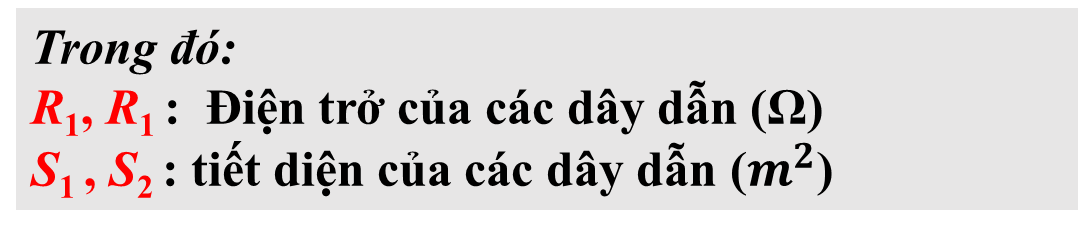 Trong đó:
R₁, R₁ : Điện trở của các dây dẫn (Ω)
S₁ , S₂ : tiết diện của các dây dẫn (m²)